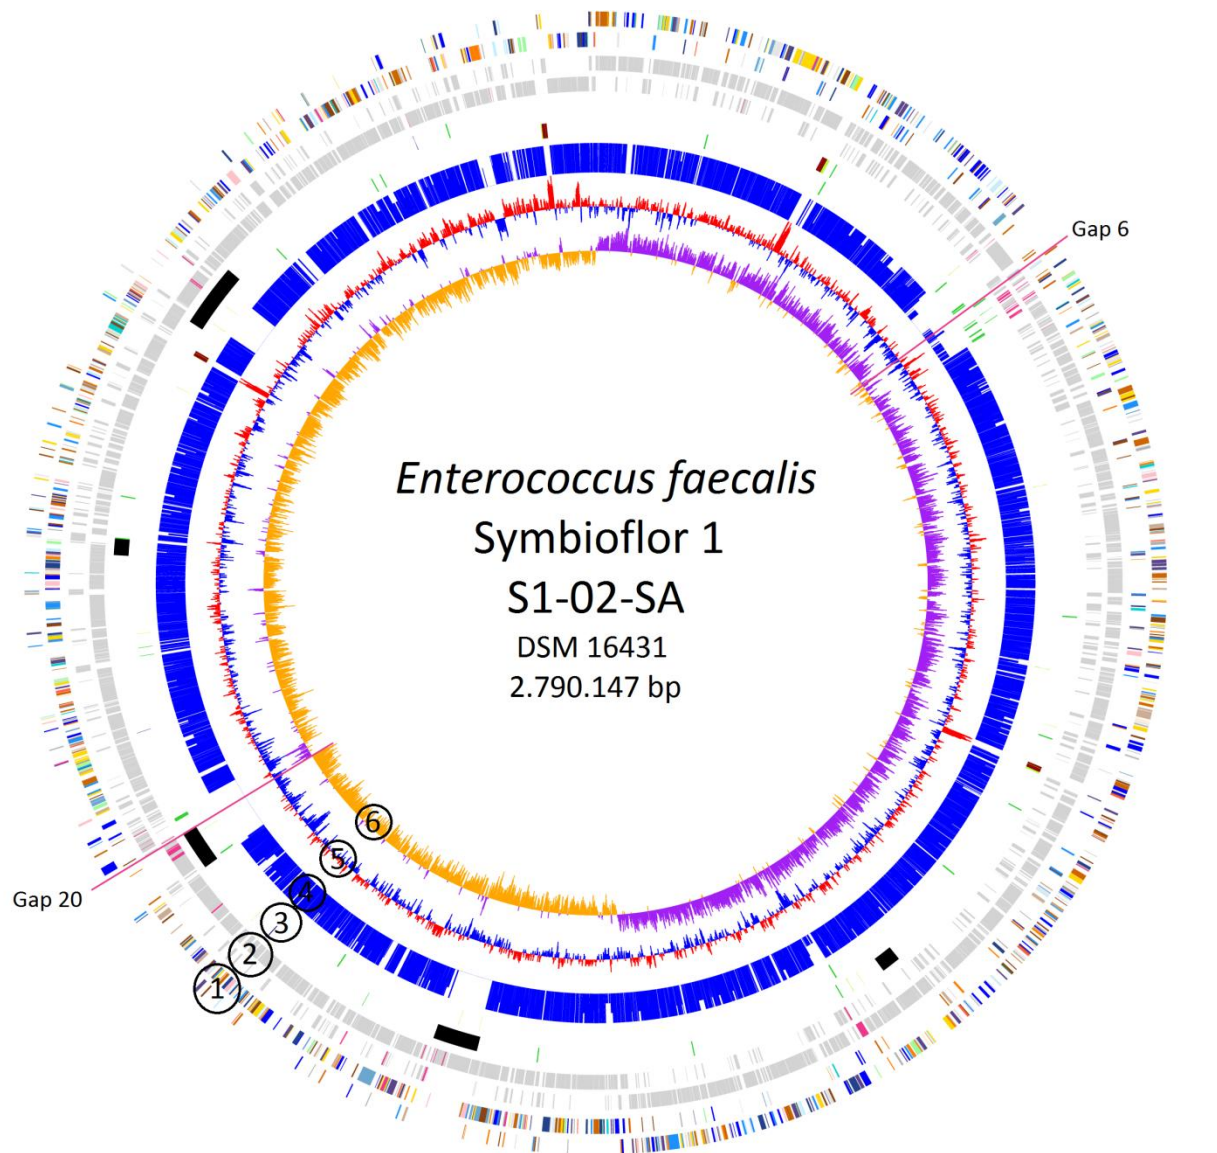 Gap 6
Enterococcus faecalis
Symbioflor 1
S1-02-SA
DSM 16431
2.790.147 bp
6
5
4
3
2
1
Gap 20